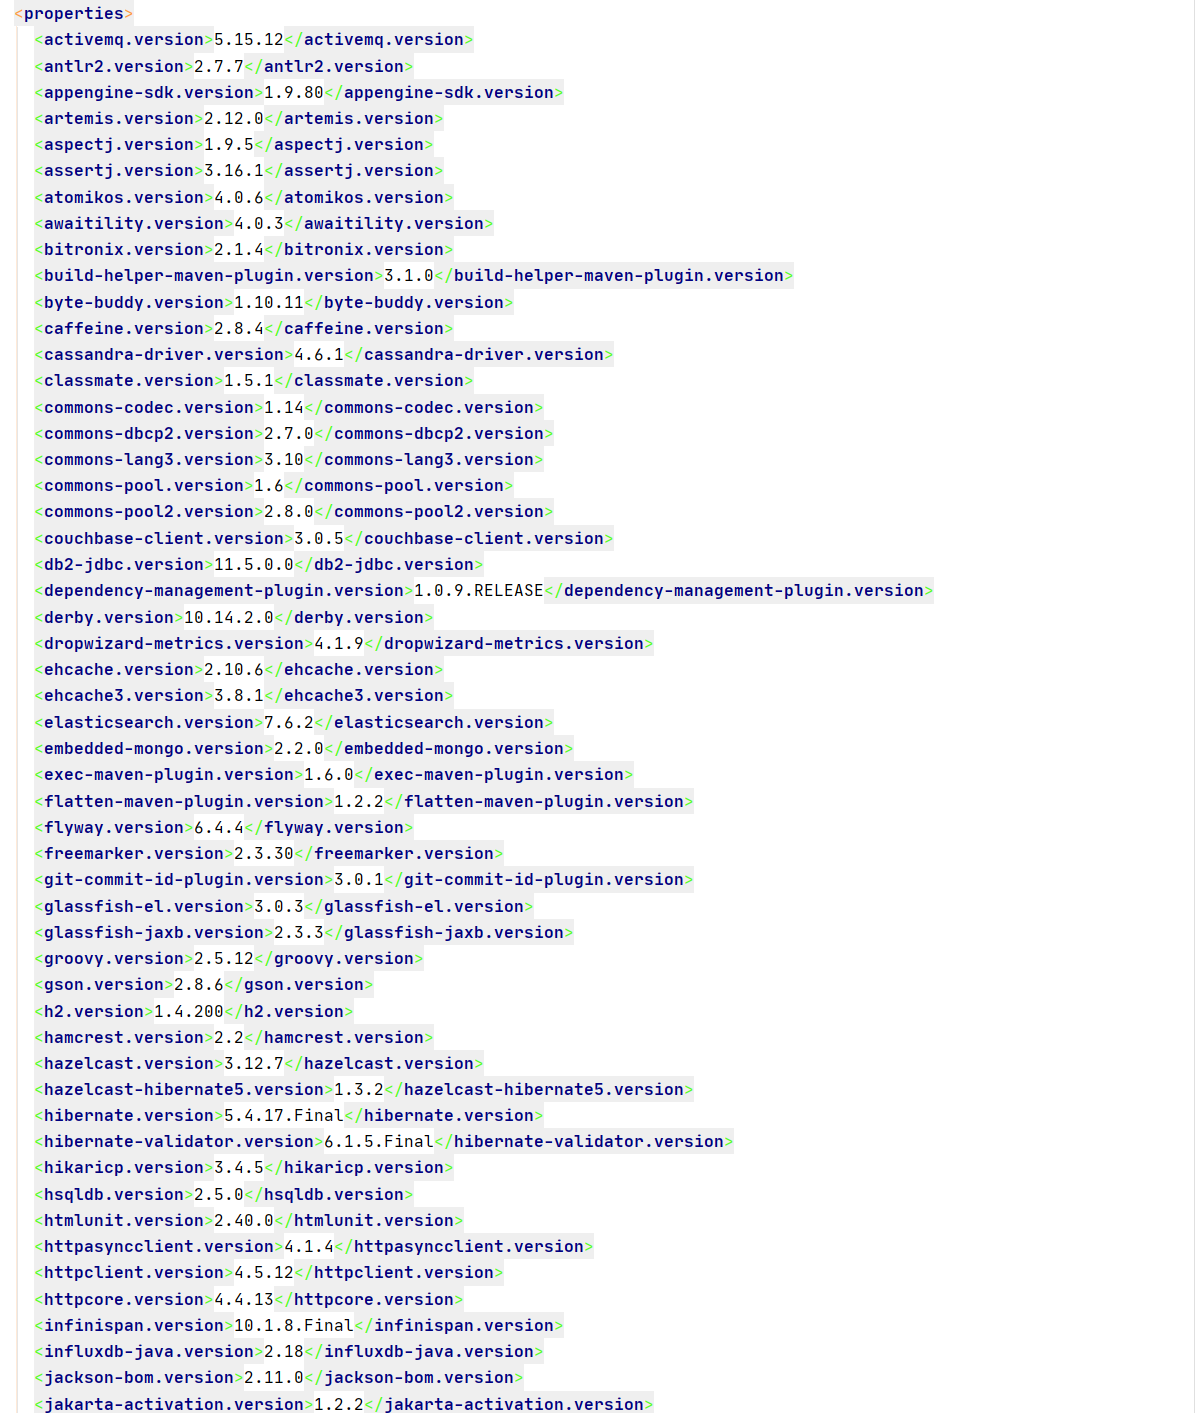 <properties>
<activemq.version>5.15.12</activemq.version>
<antlr2.version>2.7.7</antlr2.version>
<appengine-sdk.version>1.9.80</appengine-sdk.version>
<artemis.version>2.12.0</artemis.version>
<aspectj.version>1.9.5</aspectj.version>
<assertj.version>3.16.1</assertj.version>
<atomikos.version>4.0.6</atomikos.version>
<awaitility.version>4.0.3</awaitility.version>
<bitronix.version>2.1.4</bitronix.version>
<build-helper-maven-plugin.version>3.1.0</build-helper-maven-plugin.version>
<byte-buddy.version>1.10.11</byte-buddy.version>
<caffeine.version>2.8.4</caffeine.version>
<cassandra-driver.version>4.6.1</cassandra-driver.version>
<classmate.version>1.5.1</classmate.version>
<commons-codec.version>1.14</commons-codec.version>
<commons-dbcp2.version>2.7.0</commons-dbcp2.version>
<commons-lang3.version>3.10</commons-lang3.version>
<commons-pool.version>1.6</commons-pool.version>
<commons-pool2.version>2.8.0</commons-pool2.version>
<couchbase-client.version>3.0.5</couchbase-client.version>
<db2-jdbc.version>11.5.0.0</db2-jdbc.version>
<dependency-management-plugin.version>1.0.9.RELEASE</dependency-management-plugin.version>
<derby.version>10.14.2.0</derby.version>
<dropwizard-metrics.version>4.1.9</dropwizard-metrics.version>
<ehcache.version>2.10.6</ehcache.version>
<ehcache3.version>3.8.1</ehcache3.version>
<elasticsearch.version>7.6.2</elasticsearch.version>
<embedded-mongo.version>2.2.0</embedded-mongo.version>
<exec-maven-plugin.version>1.6.0</exec-maven-plugin.version>
<flatten-maven-plugin.version>1.2.2</flatten-maven-plugin.version>
<flyway.version>6.4.4</flyway.version>
<freemarker.version>2.3.30</freemarker.version>
<git-commit-id-plugin.version>3.0.1</git-commit-id-plugin.version>
<glassfish-el.version>3.0.3</glassfish-el.version>
<glassfish-jaxb.version>2.3.3</glassfish-jaxb.version>
<groovy.version>2.5.12</groovy.version>
<gson.version>2.8.6</gson.version>
<h2.version>1.4.200</h2.version>
<hamcrest.version>2.2</hamcrest.version>
<hazelcast.version>3.12.7</hazelcast.version>
<hazelcast-hibernate5.version>1.3.2</hazelcast-hibernate5.version>
<hibernate.version>5.4.17.Final</hibernate.version>
<hibernate-validator.version>6.1.5.Final</hibernate-validator.version>
<hikaricp.version>3.4.5</hikaricp.version>
<hsqldb.version>2.5.0</hsqldb.version>
<htmlunit.version>2.40.0</htmlunit.version>
<httpasyncclient.version>4.1.4</httpasyncclient.version>
<httpclient.version>4.5.12</httpclient.version>
<httpcore.version>4.4.13</httpcore.version>
<infinispan.version>10.1.8.Final</infinispan.version>
<influxdb-java.version>2.18</influxdb-java.version>
<jackson-bom.version>2.11.0</jackson-bom.version>
<jakarta-activation.version>1.2.2</jakarta-activation.version>